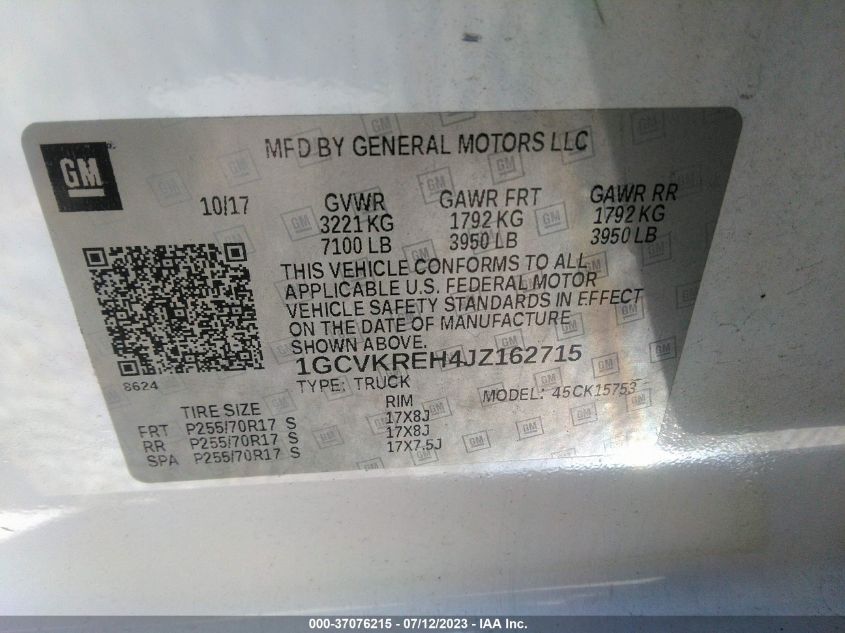 GM
MFD BY GENERAL MOTORS LLC
10/17 GVWR GAWR FRT GAWR RR
3221 KG 1792 KG 1792 KG
7100 LB 3950 LB 3950 LB
THIS VEHICLE CONFORMS TO ALL
APPLICABLE U.S. FEDERAL MOTOR
VEHICLE SAFETY STANDARDS IN EFFECT
ON THE DATE OF MANUFACTURE
SHOWN ABOVE.
1GCVKREH4JZ162715
8624
TYPE: TRUCK MODEL: 45CK15753
TIRE SIZE RIM
FRT P255/70R17 S 17X8J
RR P255/70R17 S 17X8J
SPA P255/70R17 S 17X7.5J
000-37076215 - 07/12/2023 - IAA Inc.